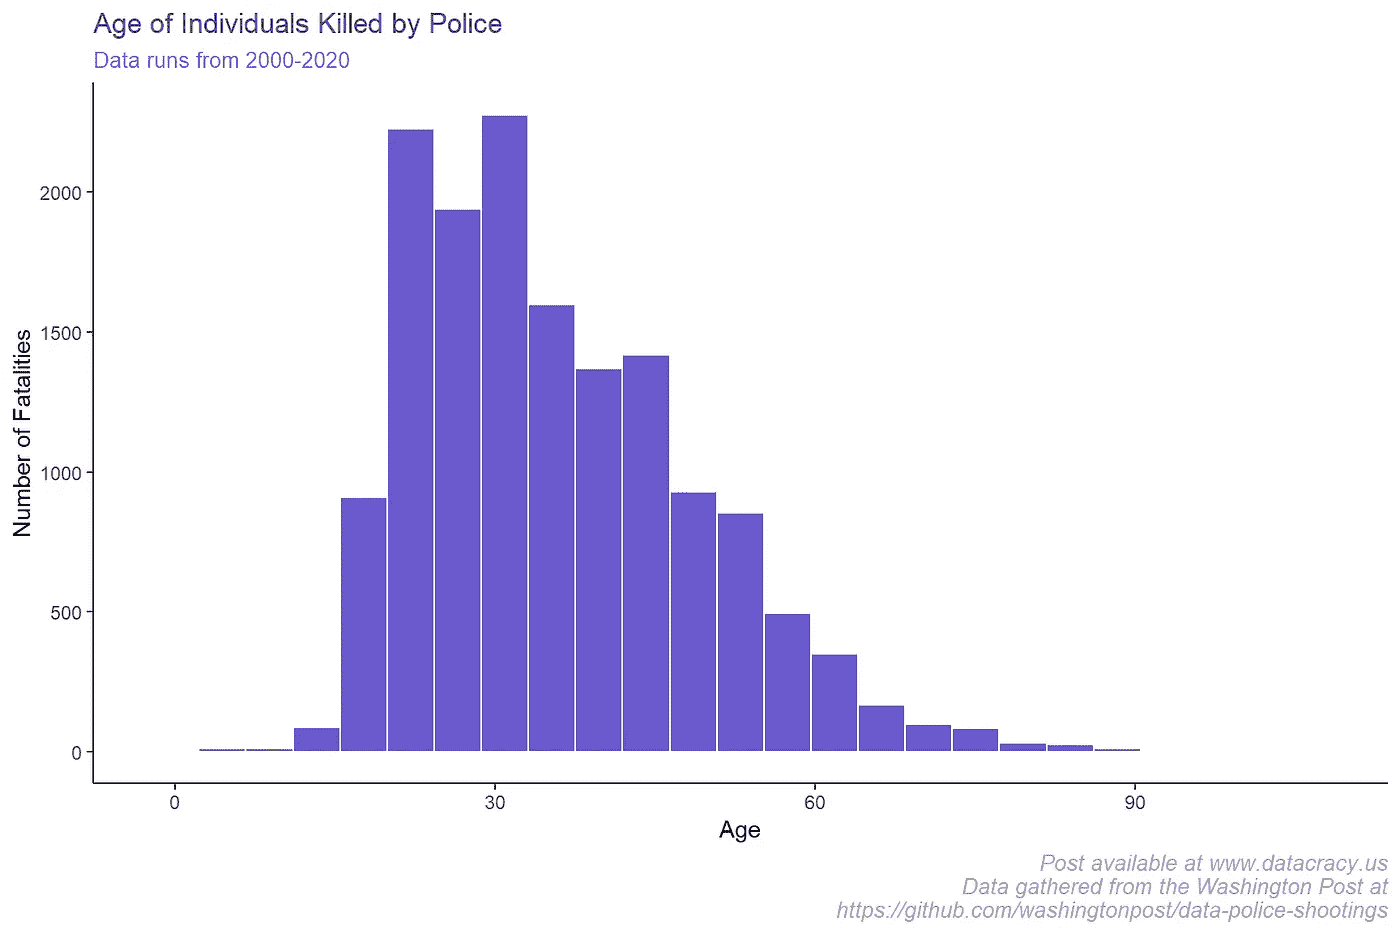 Age of Individuals Killed by Police
Data runs from 2000-2020
Number of Fatalities
2000
1500
1000
500
0
0 30 60 90
Age
Post available at www.datacracy.us
Data gathered from the Washington Post at
https://github.com/washingtonpost/data-police-shootings